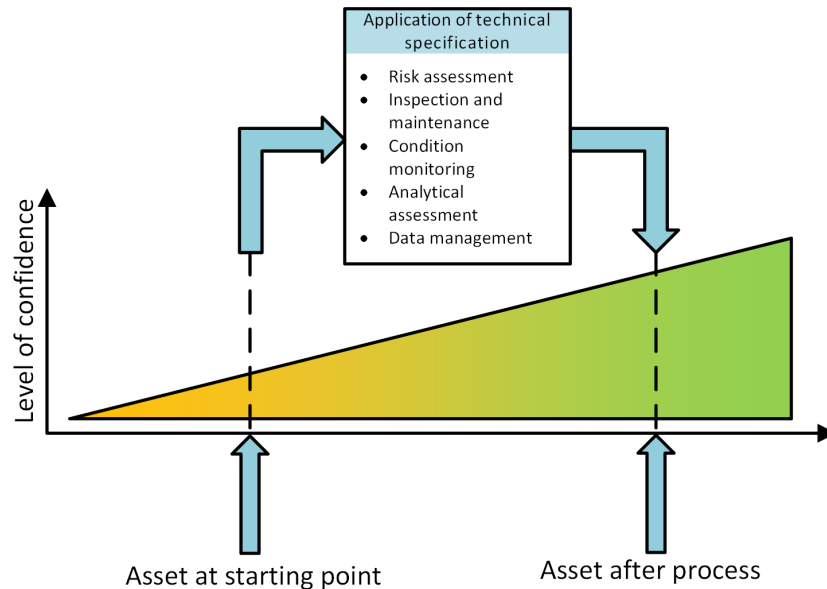 Application of technical
specification
• Risk assessment
• Inspection and
maintenance
• Condition
monitoring
• Analytical
assessment
• Data management
Level of confidence
Asset at starting point
Asset after process